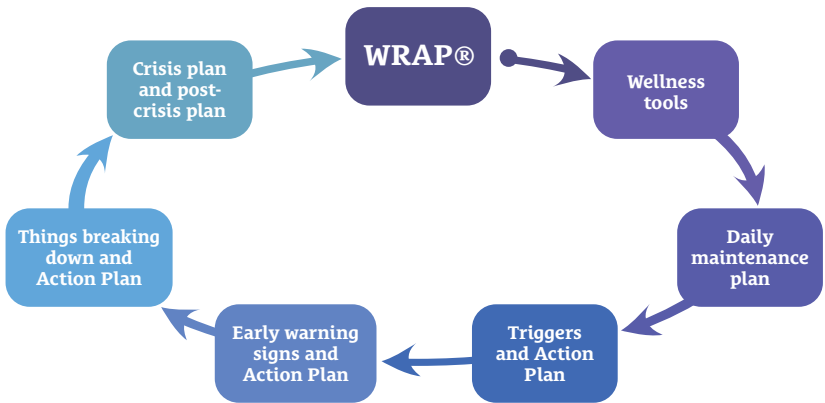 WRAP®
Wellness
tools
Daily
maintenance
plan
Triggers
and Action
Plan
Early warning
signs and
Action Plan
Things breaking
down and
Action Plan
Crisis plan
and post-
crisis plan